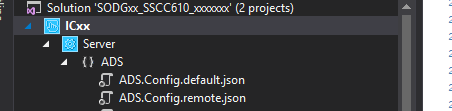 Solution 'SODGxx_SSCC610_xxxxxxx' (2 projects)
ICxx
Server
{ } ADS
ADS.Config.default.json
ADS.Config.remote.json